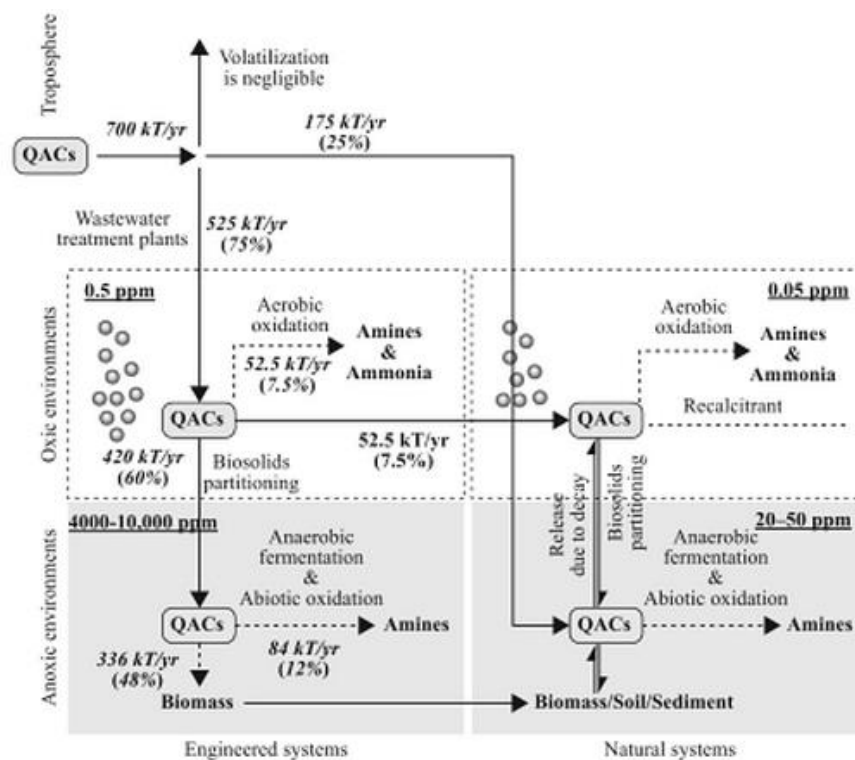 Troposphere
Volatilization
is negligible
700 kT/yr
175 kT/yr
(25%)
QACs
Wastewater
treatment plants
525 kT/yr
(75%)
Oxic environments
0.5 ppm
Aerobic
oxidation
52.5 kT/yr
(7.5%)
Amines
&
Ammonia
QACs
420 kT/yr
(60%)
Biosolids
partitioning
52.5 kT/yr
(7.5%)
0.05 ppm
Aerobic
oxidation
Amines
&
Ammonia
QACs
Recalcitrant
Release
due to decay
Biosolids
partitioning
Anoxic environments
4000-10,000 ppm
Anaerobic
fermentation
&
Abiotic oxidation
QACs
Amines
336 kT/yr
(48%)
84 kT/yr
(12%)
Biomass
20–50 ppm
Anaerobic
fermentation
&
Abiotic oxidation
QACs
Amines
Biomass/Soil/Sediment
Engineered systems
Natural systems